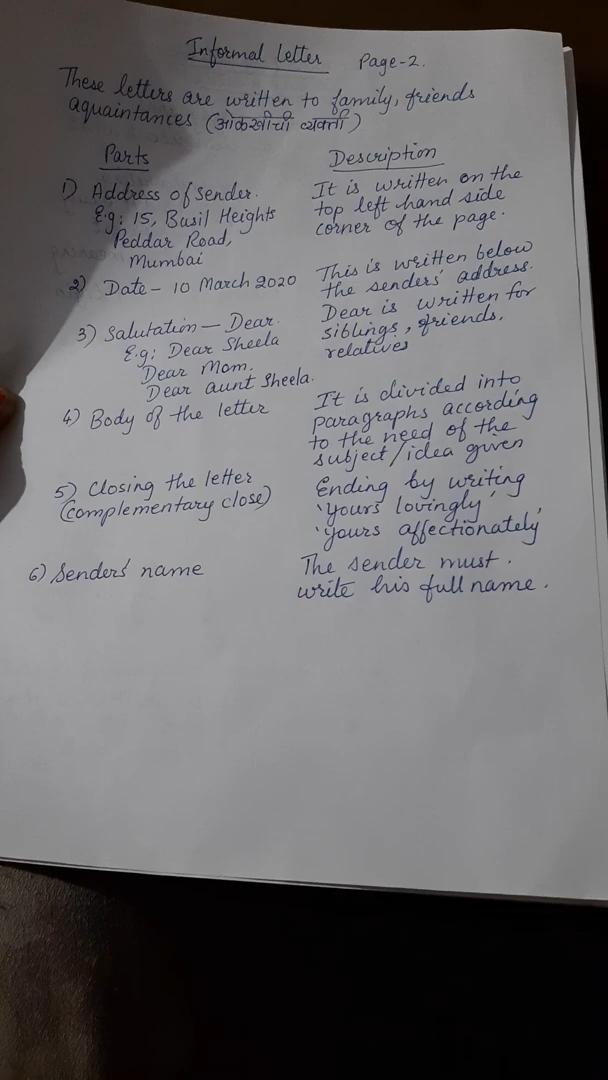 Informal Letter Page-2.
These letters are written to family, friends
aquaintances (ओळखीची व्यक्ती)
Parts
Description
1) Address of sender.
E.g: 15, Busil Heights
Peddar Road,
Mumbai
It is written on the
top left hand side
corner of the page.
2) Date - 10 March 2020
This is written below
the senders' address.
3) Salutation - Dear.
E.g: Dear Sheela
Dear Mom.
Dear aunt Sheela.
Dear is written for
siblings, friends,
relatives
4) Body of the letter
It is divided into
paragraphs according
to the need of the
subject/idea given
5) Closing the letter
(complementary close)
Ending by writing
'yours lovingly'
'yours affectionately'
6) Senders' name
The sender must.
write his full name.